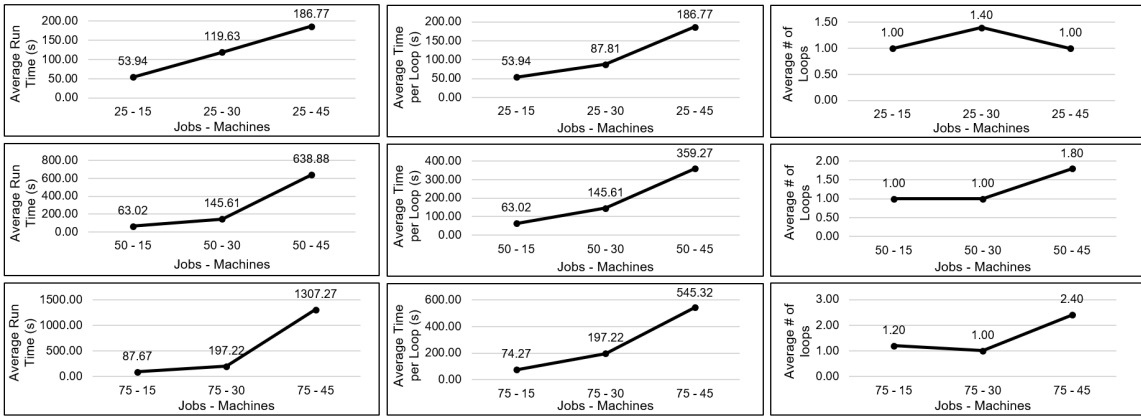 Average Run
Time (s)
200.00
150.00
100.00
50.00
0.00
53.94
119.63
186.77
25 - 15
25 - 30
25 - 45
Jobs - Machines
Average Time
per Loop (s)
200.00
150.00
100.00
50.00
0.00
53.94
87.81
186.77
25 - 15
25 - 30
25 - 45
Jobs - Machines
Average # of
Loops
1.50
1.00
0.50
0.00
1.00
1.40
1.00
25 - 15
25 - 30
25 - 45
Jobs - Machines
Average Run
Time (s)
800.00
600.00
400.00
200.00
0.00
63.02
145.61
638.88
50 - 15
50 - 30
50 - 45
Jobs - Machines
Average Time
per Loop (s)
400.00
300.00
200.00
100.00
0.00
63.02
145.61
359.27
50 - 15
50 - 30
50 - 45
Jobs - Machines
Average # of
Loops
2.00
1.50
1.00
0.50
0.00
1.00
1.00
1.80
50 - 15
50 - 30
50 - 45
Jobs - Machines
Average Run
Time (s)
1500.00
1000.00
500.00
0.00
87.67
197.22
1307.27
75 - 15
75 - 30
75 - 45
Jobs - Machines
Average Time
per Loop (s)
600.00
400.00
200.00
0.00
74.27
197.22
545.32
75 - 15
75 - 30
75 - 45
Jobs - Machines
Average # of
loops
3.00
2.00
1.00
0.00
1.20
1.00
2.40
75 - 15
75 - 30
75 - 45
Jobs - Machines